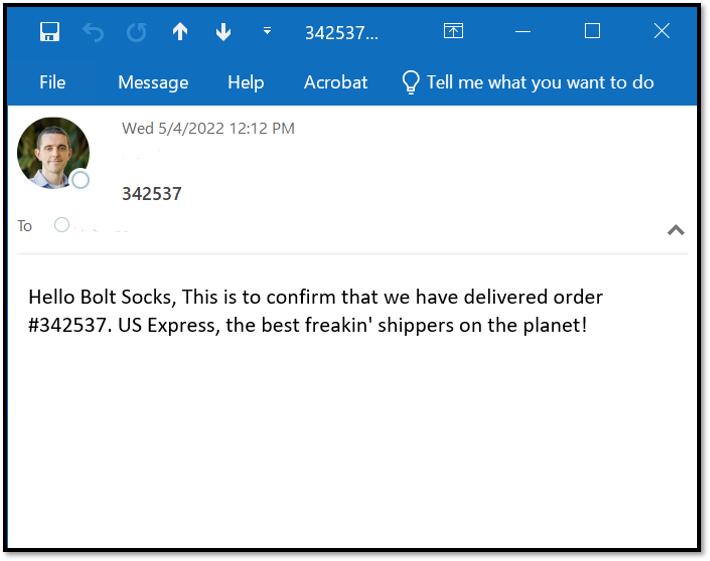 342537...
File Message Help Acrobat Tell me what you want to do
Wed 5/4/2022 12:12 PM
342537
To
Hello Bolt Socks, This is to confirm that we have delivered order
#342537. US Express, the best freakin' shippers on the planet!